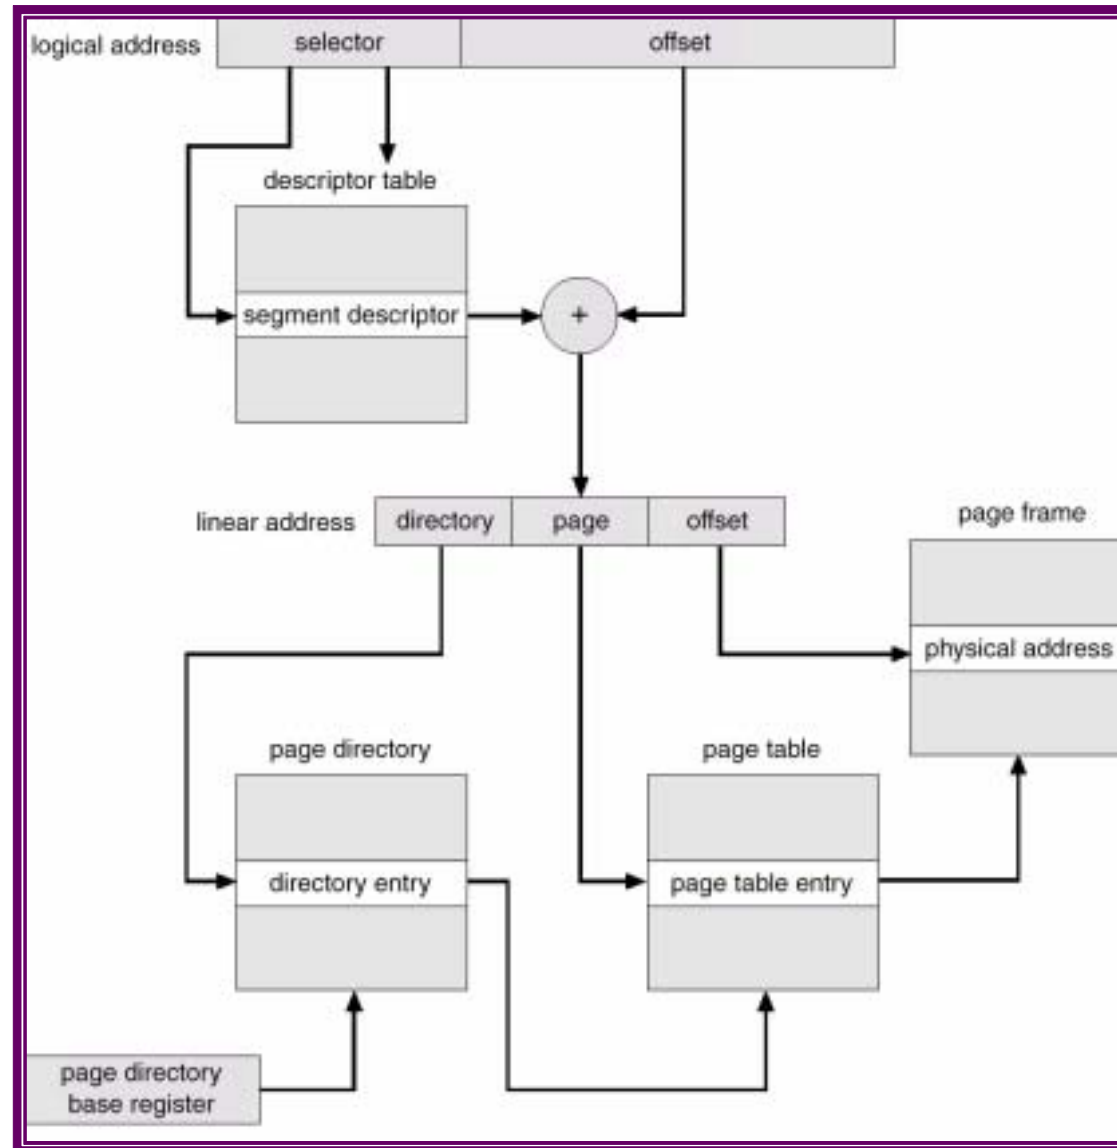 logical address
selector
offset
descriptor table
segment descriptor
+
linear address
directory
page
offset
page frame
physical address
page directory
page table
directory entry
page table entry
page directory
base register